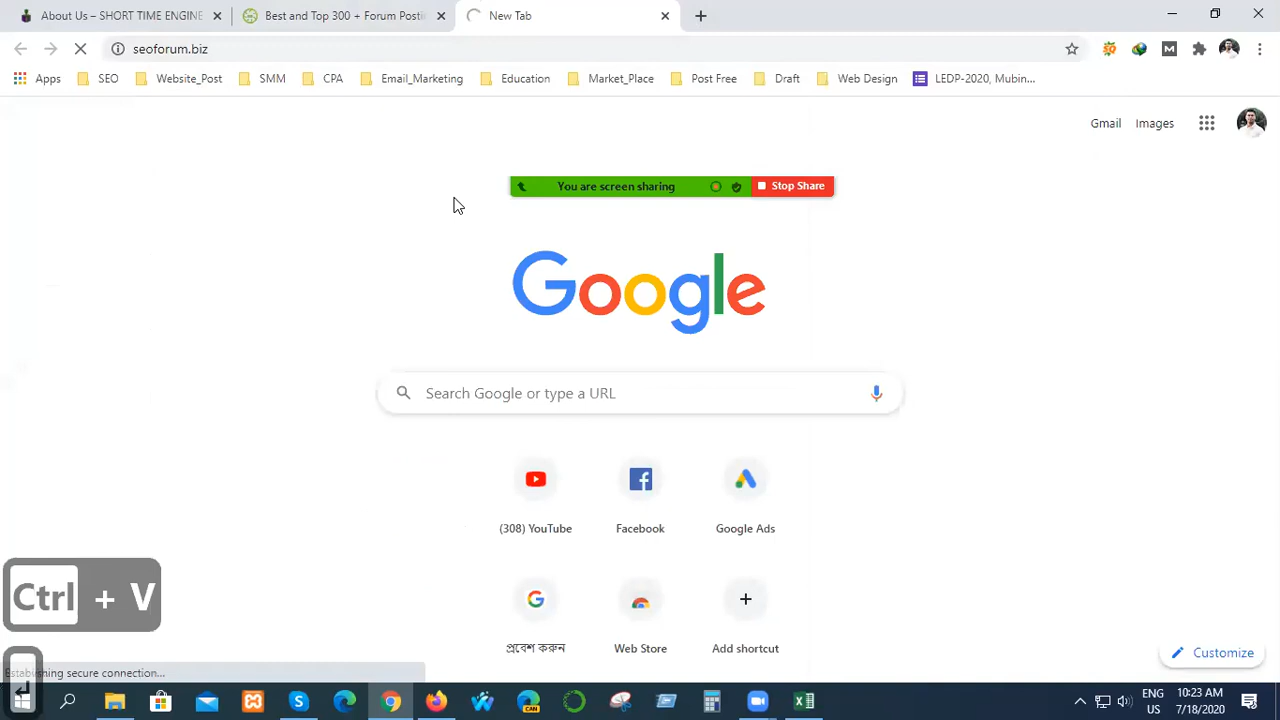 About Us – SHORT TIME ENGINE
Best and Top 300 + Forum Posti
New Tab
seoforum.biz
Apps
SEO
Website_Post
SMM
CPA
Email_Marketing
Education
Market_Place
Post Free
Draft
Web Design
LEDP-2020, Mubin...
Gmail
Images
You are screen sharing
Stop Share
Google
Search Google or type a URL
(308) YouTube
Facebook
Google Ads
প্রবেশ করুন
Web Store
Add shortcut
Customize
Ctrl + V
Establishing secure connection...
CAN
ENG
US
10:23 AM
7/18/2020